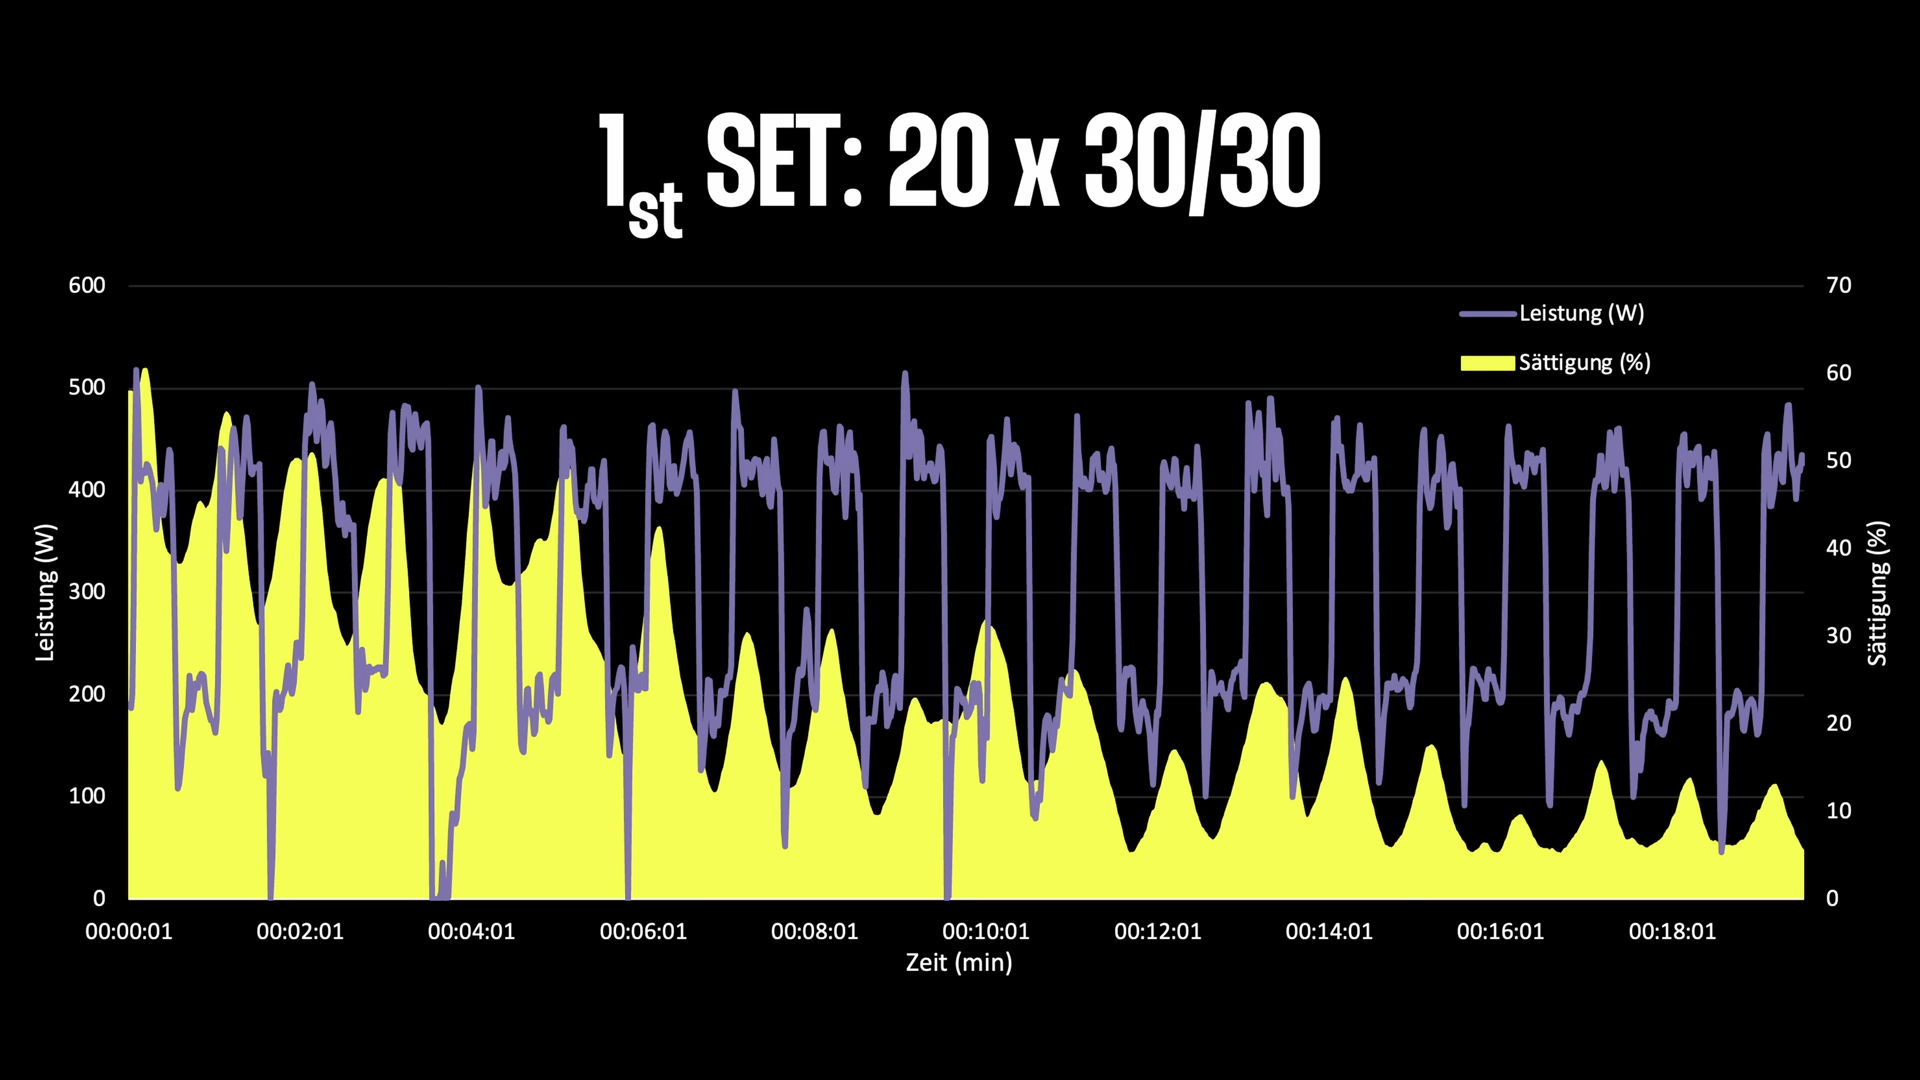 1st SET: 20 x 30/30
600
500
400
300
200
100
0
Leistung (W)
70
60
50
40
30
20
10
0
Sättigung (%)
Leistung (W)
Sättigung (%)
00:00:01 00:02:01 00:04:01 00:06:01 00:08:01 00:10:01 00:12:01 00:14:01 00:16:01 00:18:01
Zeit (min)